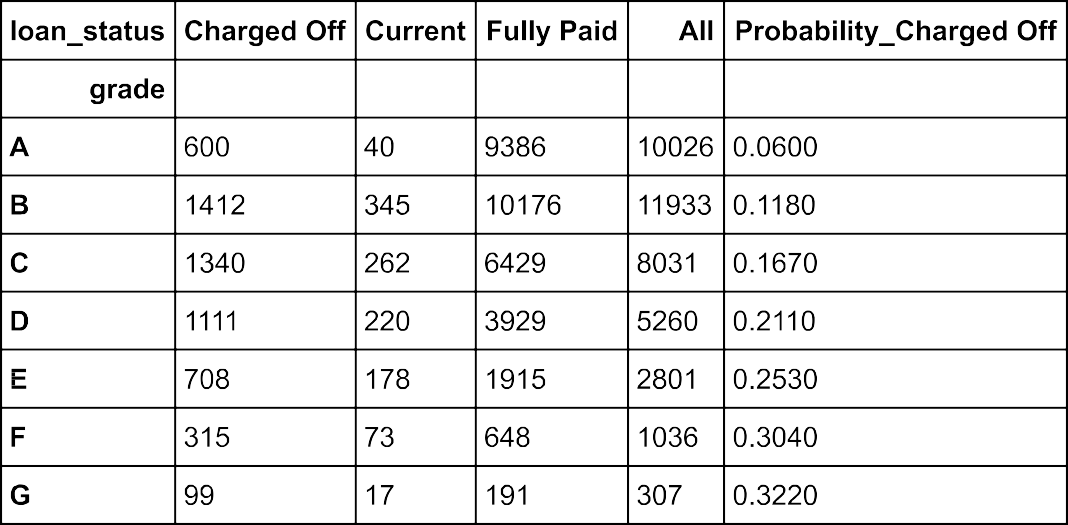 loan_status Charged Off Current Fully Paid All Probability_Charged Off
grade
A 600 40 9386 10026 0.0600
B 1412 345 10176 11933 0.1180
C 1340 262 6429 8031 0.1670
D 1111 220 3929 5260 0.2110
E 708 178 1915 2801 0.2530
F 315 73 648 1036 0.3040
G 99 17 191 307 0.3220